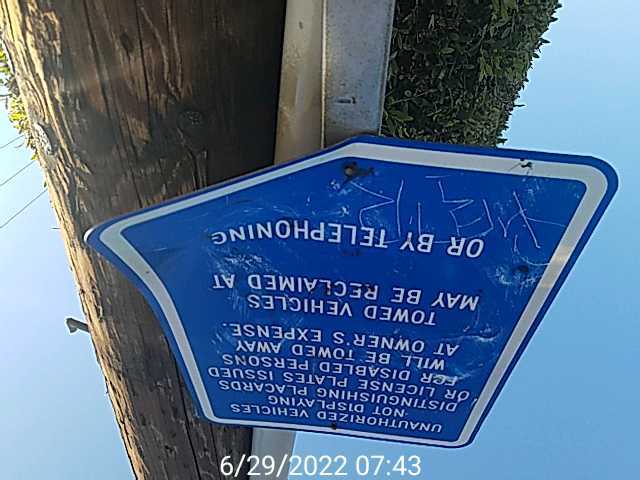 UNAUTHORIZED VEHICLES
-NOT DISPLAYING
DISTINGUISHING PLACARDS
OR LICENSE PLATES ISSUED
FOR DISABLED PERSONS
WILL BE TOWED AWAY
AT OWNER'S EXPENSE.
TOWED VEHICLES
MAY BE RECLAIMED AT
OR BY TELEPHONING
6/29/2022 07:43